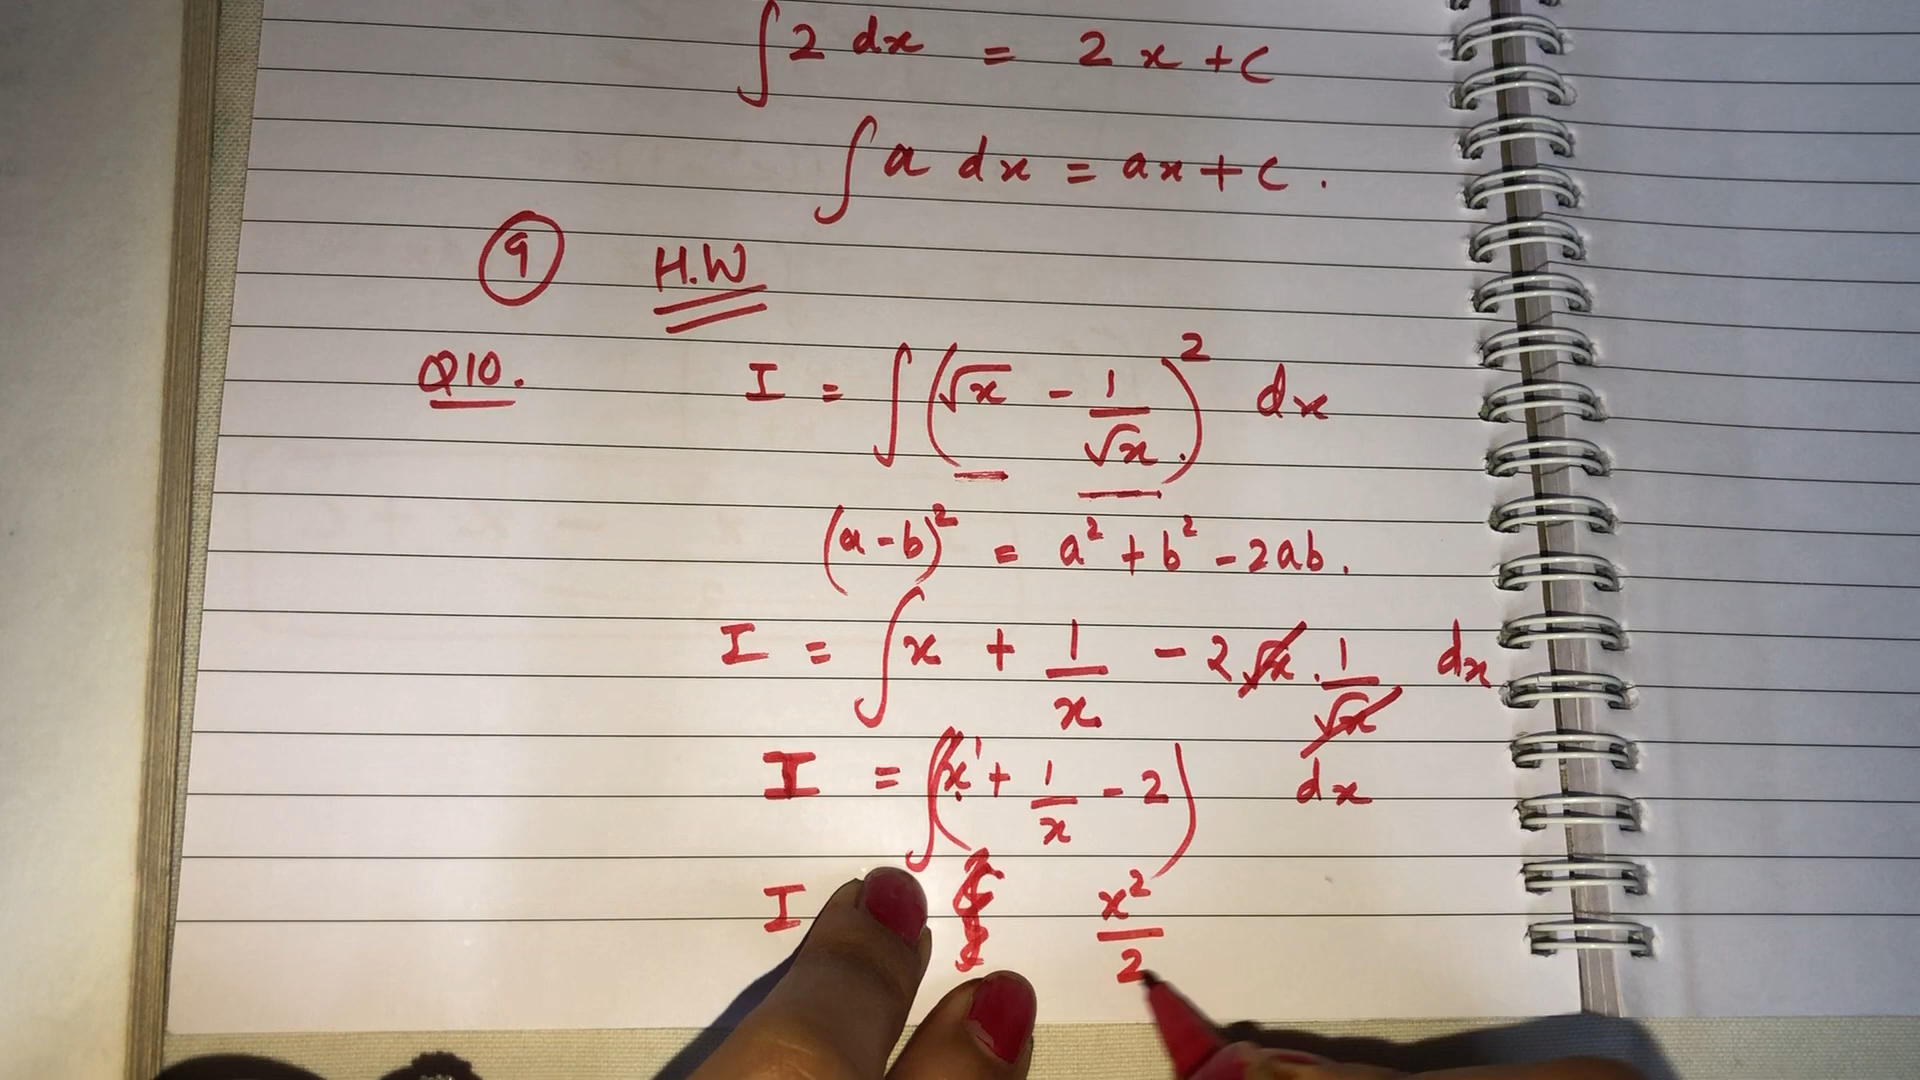 ∫2 dx = 2x + c
∫a dx = ax + c.
9 H.W
Q10. I = ∫(√x - 1/√x)² dx
(a-b)² = a² + b² - 2ab.
I = ∫x + 1/x - 2√x.1/√x dx
I = ∫(x¹ + 1/x - 2) dx
I x²/2